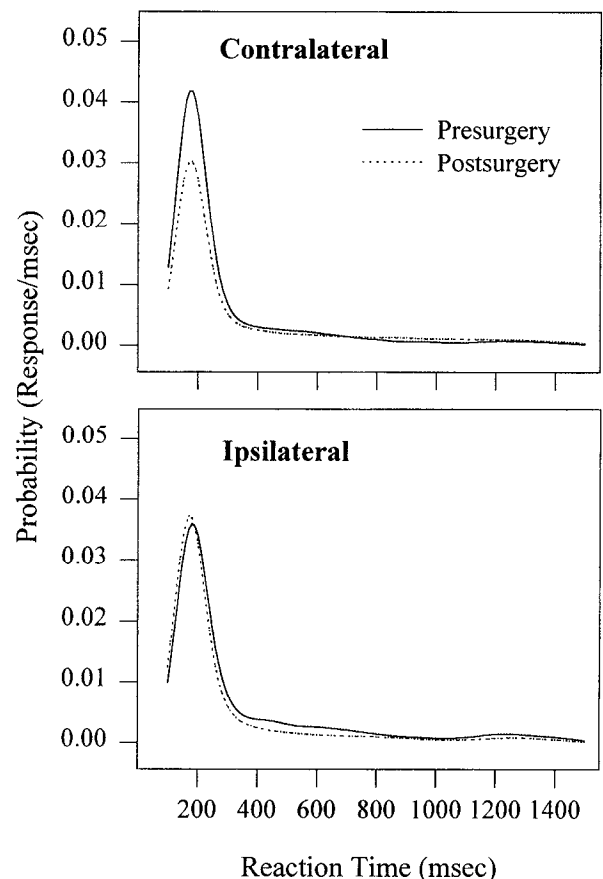 Contralateral
Presurgery
Postsurgery
0.05
0.04
0.03
0.02
0.01
0.00
Ipsilateral
0.05
0.04
0.03
0.02
0.01
0.00
200 400 600 800 1000 1200 1400
Reaction Time (msec)
Probability (Response/msec)